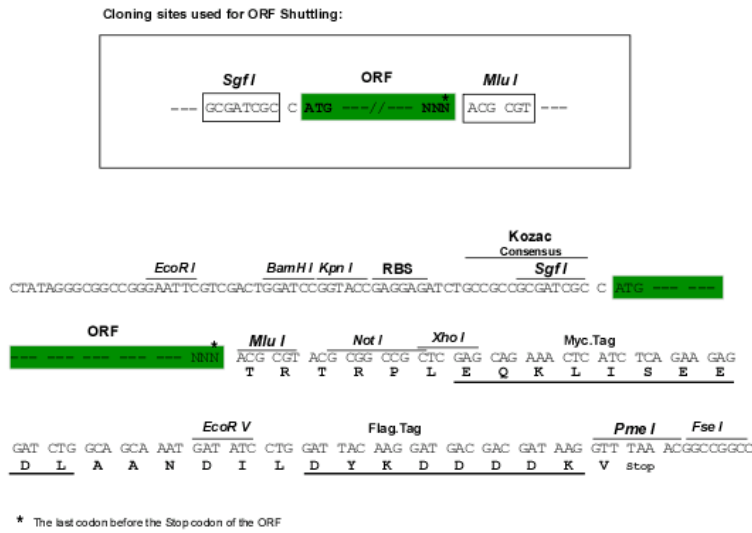 Cloning sites used for ORF Shuttling:
Sgf I ORF Mlu I
--- GCGATCGC C ATG ---//--- NNN* ACG CGT ---
Kozac
Consensus
EcoR I BamH I Kpn I RBS Sgf I
CTATAGGGCGGCCGGGAATTCGTCGACTGGATCCGGTACCGAGGAGATCTGCCGCCGCGATCGC C ATG --- ---
ORF Mlu I Not I Xho I Myc.Tag
--- --- --- --- --- NNN* ACG CGT ACG CGG CCG CTC GAG CAG AAA CTC ATC TCA GAA GAG
T R T R P L E Q K L I S E E
EcoR V Flag.Tag Pme I Fse I
GAT CTG GCA GCA AAT GAT ATC CTG GAT TAC AAG GAT GAC GAC GAT AAG GTT TAA ACGGCCGGCC
D L A A N D I L D Y K D D D D K V Stop
* The last codon before the Stop codon of the ORF